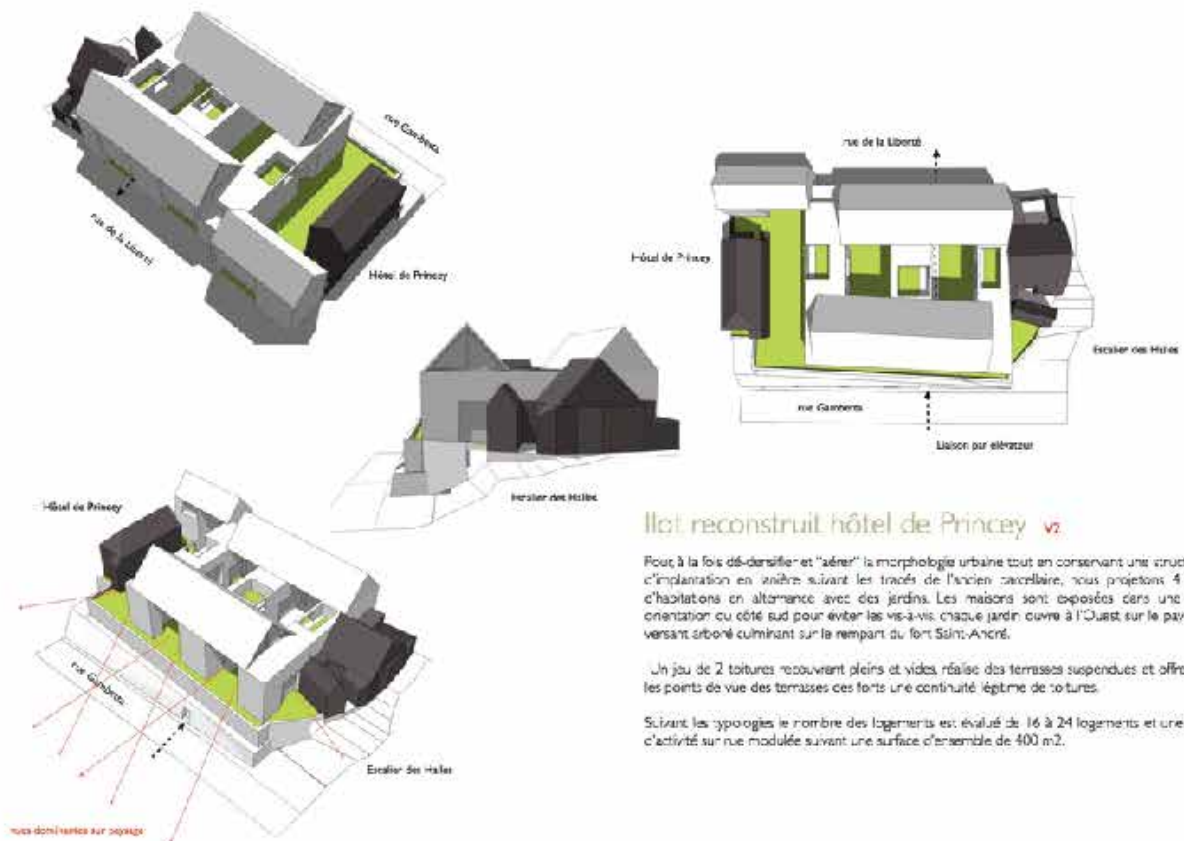 rue Gambetta
rue de la Liberté
Hôtel de Princey
rue de la Liberté
Hôtel de Princey
Escalier des Halles
rue Gambetta
Liaison par élévateur
Escalier des Halles
Hôtel de Princey
rue Gambetta
Escalier des Halles
vues dominantes sur paysage
Ilot reconstruit hôtel de Princey V2
Pour, à la fois dé-densifier et "aérer" la morphologie urbaine tout en conservant une struct
d'implantation en lanière suivant les tracés de l'ancien parcellaire, nous projetons 4
d'habitations en alternance avec des jardins. Les maisons sont exposées dans une
orientation du côté sud pour éviter les vis-à-vis, chaque jardin ouvre à l'Ouest sur le pay
versant arboré culminant sur le rempart du fort Saint-André.
Un jeu de 2 toitures recouvrant pleins et vides, réalise des terrasses suspendues et offre
les points de vue des terrasses des forts une continuité légitime de toitures.
Suivant les typologies le nombre des logements est évalué de 16 à 24 logements et une
d'activité sur rue modulée suivant une surface d'ensemble de 400 m2.